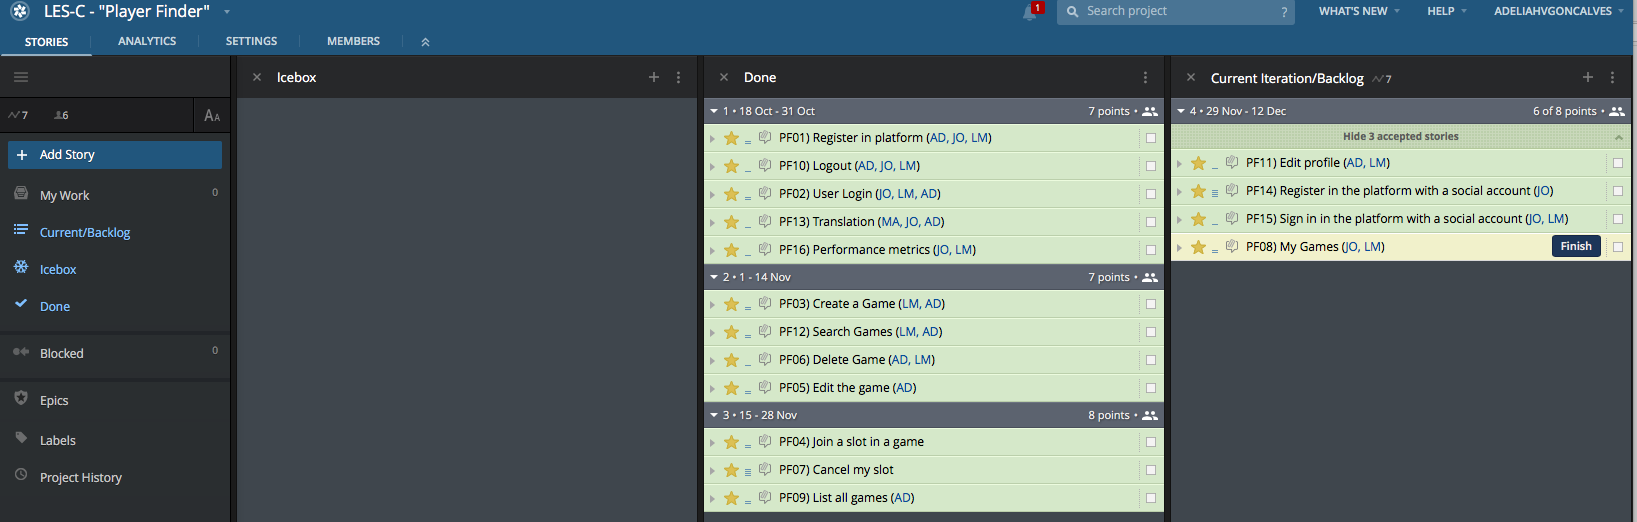 LES-C - "Player Finder"
1
Search project
?
WHAT'S NEW
HELP
ADELIAHVGONCALVES
STORIES
ANALYTICS
SETTINGS
MEMBERS
7
6
AA
+ Add Story
My Work 0
Current/Backlog
Icebox
Done
Blocked 0
Epics
Labels
Project History
× Icebox +
× Done
1 • 18 Oct - 31 Oct 7 points •
PF01) Register in platform (AD, JO, LM)
PF10) Logout (AD, JO, LM)
PF02) User Login (JO, LM, AD)
PF13) Translation (MA, JO, AD)
PF16) Performance metrics (JO, LM)
2 • 1 - 14 Nov 7 points •
PF03) Create a Game (LM, AD)
PF12) Search Games (LM, AD)
PF06) Delete Game (AD, LM)
PF05) Edit the game (AD)
3 • 15 - 28 Nov 8 points •
PF04) Join a slot in a game
PF07) Cancel my slot
PF09) List all games (AD)
× Current Iteration/Backlog 7 +
4 • 29 Nov - 12 Dec 6 of 8 points •
Hide 3 accepted stories
PF11) Edit profile (AD, LM)
PF14) Register in the platform with a social account (JO)
PF15) Sign in in the platform with a social account (JO, LM)
PF08) My Games (JO, LM) Finish